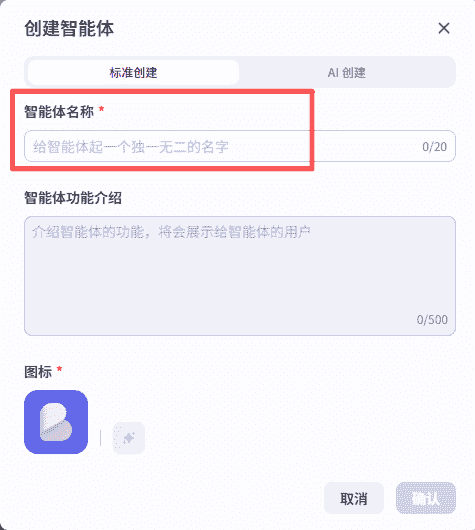 创建智能体
标准创建
AI 创建
智能体名称 *
给智能体起一个独一无二的名字
0/20
智能体功能介绍
介绍智能体的功能，将会展示给智能体的用户
0/500
图标 *
取消
确认